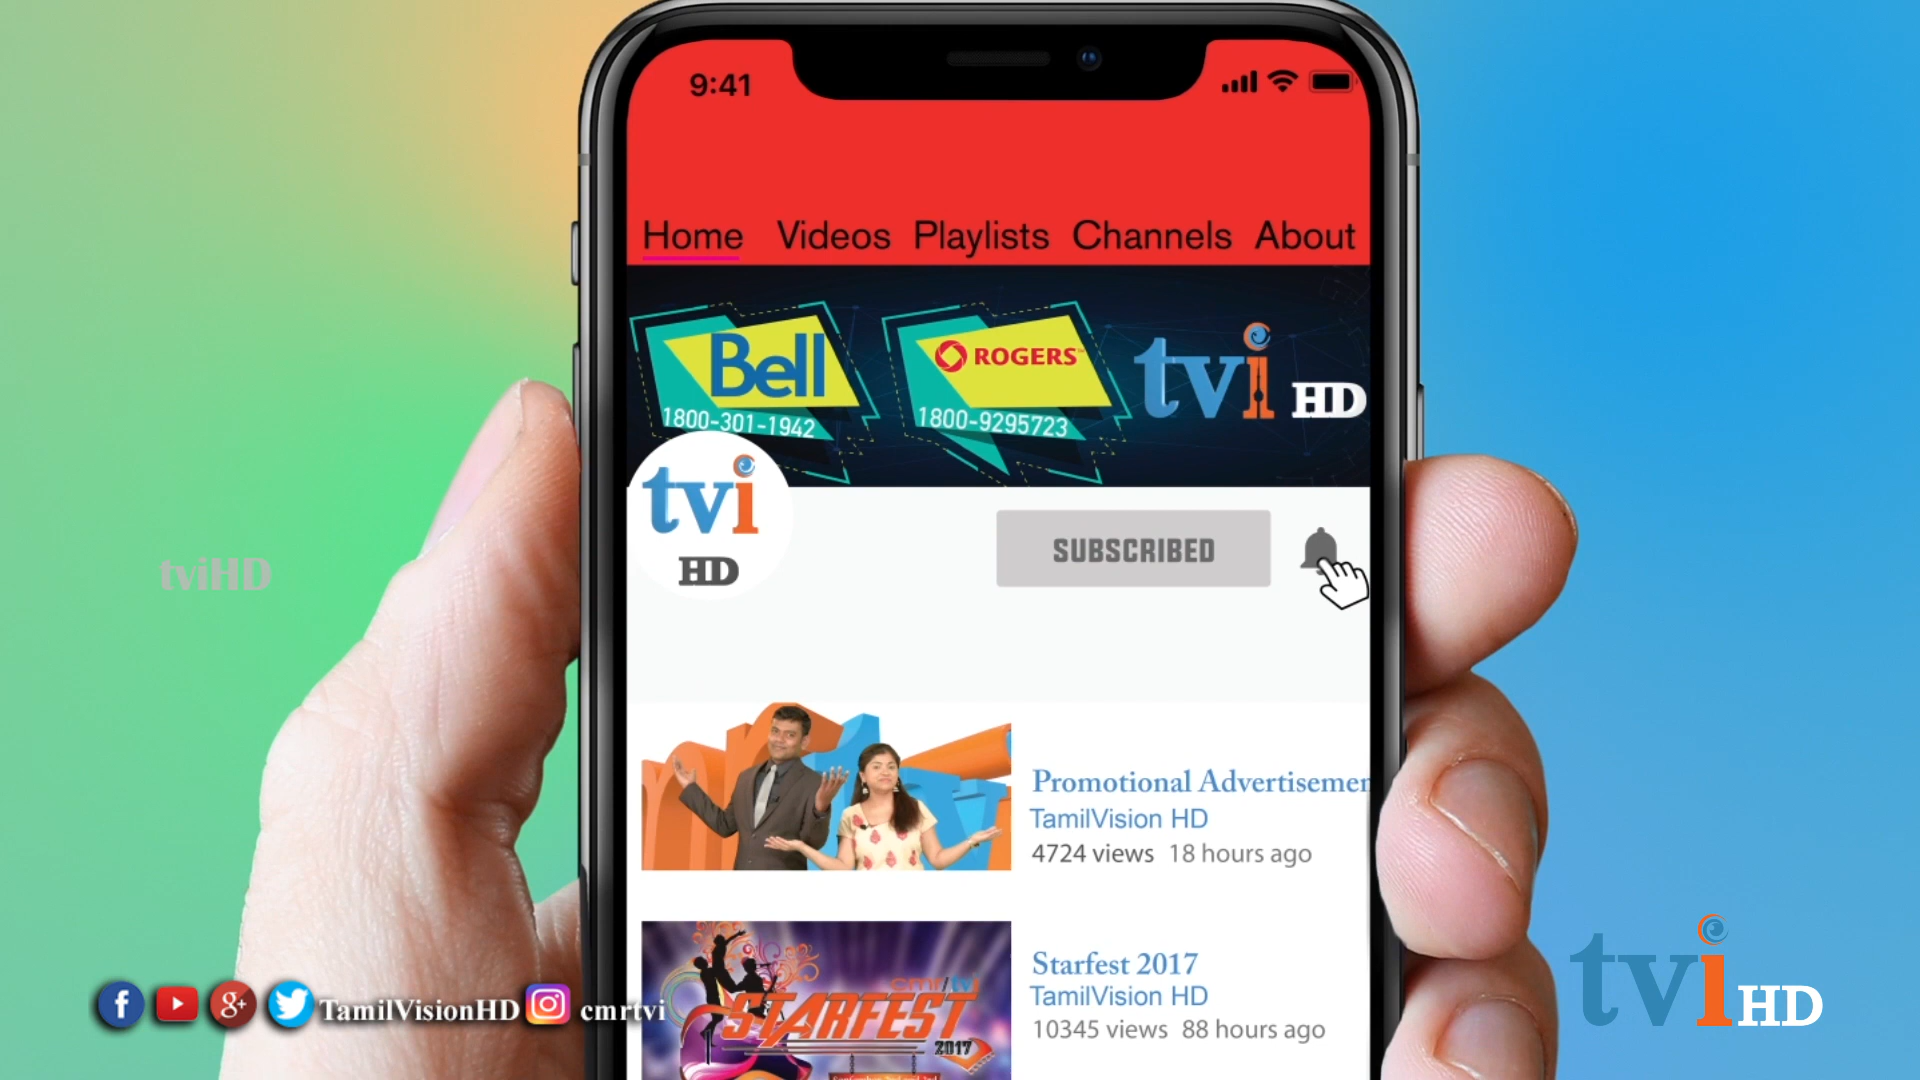 9:41
Home Videos Playlists Channels About
Bell
1800-301-1942
ROGERS
1800-9295723
tvi HD
tvi
HD
SUBSCRIBED
tviHD
Promotional Advertisemen
TamilVision HD
4724 views 18 hours ago
Starfest 2017
TamilVision HD
10345 views 88 hours ago
cmr/tvi
STARFEST
2017
TamilVisionHD cmrtvi
tvi HD